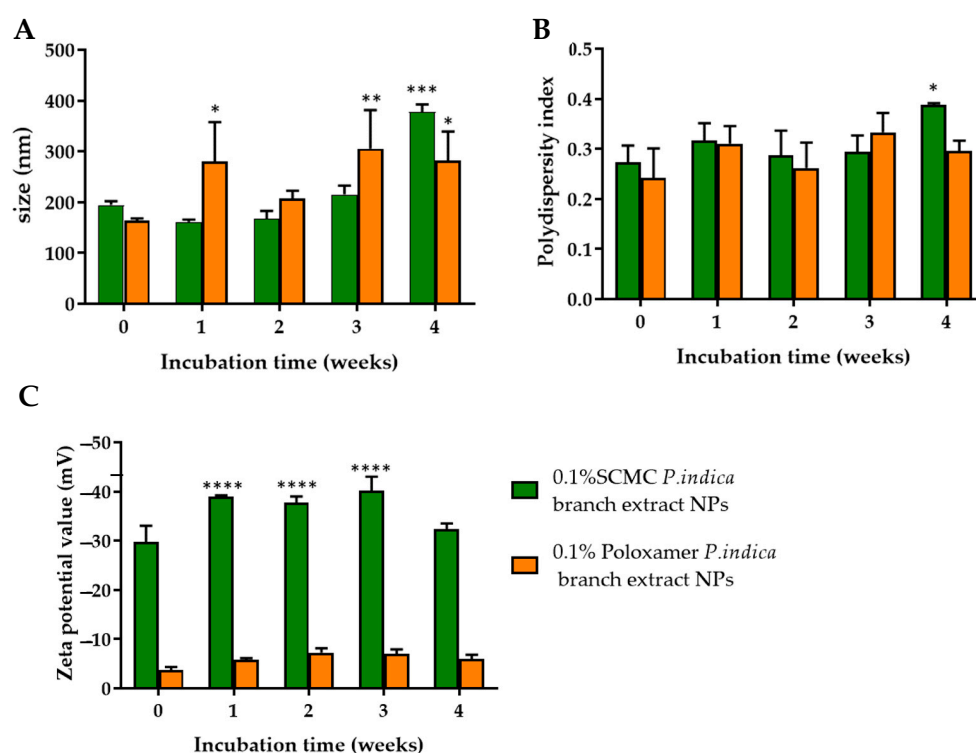 A
size (nm)
500
400
300
200
100
0
*
**
***
*
0 1 2 3 4
Incubation time (weeks)
B
Polydispersity index
0.5
0.4
0.3
0.2
0.1
0.0
*
0 1 2 3 4
Incubation time (weeks)
C
Zeta potential value (mV)
–50
–40
–30
–20
–10
0
****
****
****
0 1 2 3 4
Incubation time (weeks)
0.1%SCMC P.indica
branch extract NPs
0.1% Poloxamer P.indica
branch extract NPs